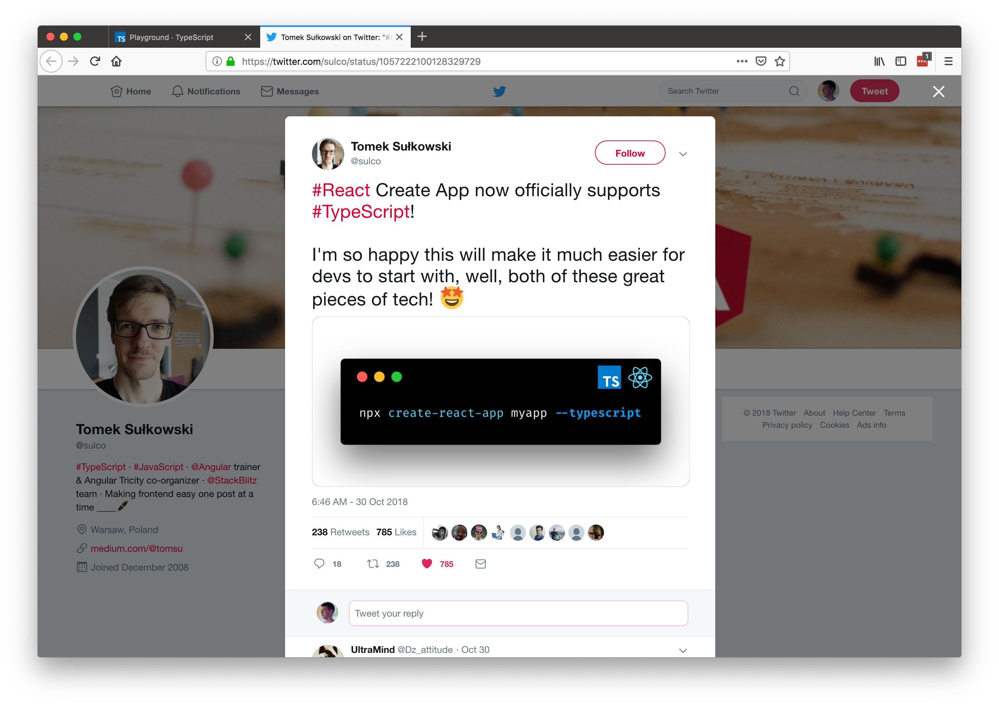 TS Playground · TypeScript
Tomek Sułkowski on Twitter: "#
https://twitter.com/sulco/status/1057222100128329729
1
Home Notifications Messages
Search Twitter
Tweet
Tomek Sułkowski
@sulco
Follow
#React Create App now officially supports
#TypeScript!
I'm so happy this will make it much easier for
devs to start with, well, both of these great
pieces of tech! 🤩
TS
npx create-react-app myapp --typescript
6:46 AM - 30 Oct 2018
238 Retweets 785 Likes
18 238 785
Tweet your reply
UltraMind @Dz_attitude · Oct 30
Tomek Sułkowski
@sulco
#TypeScript · #JavaScript · @Angular trainer
& Angular Tricity co-organizer · @StackBlitz
team · Making frontend easy one post at a
time ____🖋
Warsaw, Poland
medium.com/@tomsu
Joined December 2008
© 2018 Twitter About Help Center Terms
Privacy policy Cookies Ads info